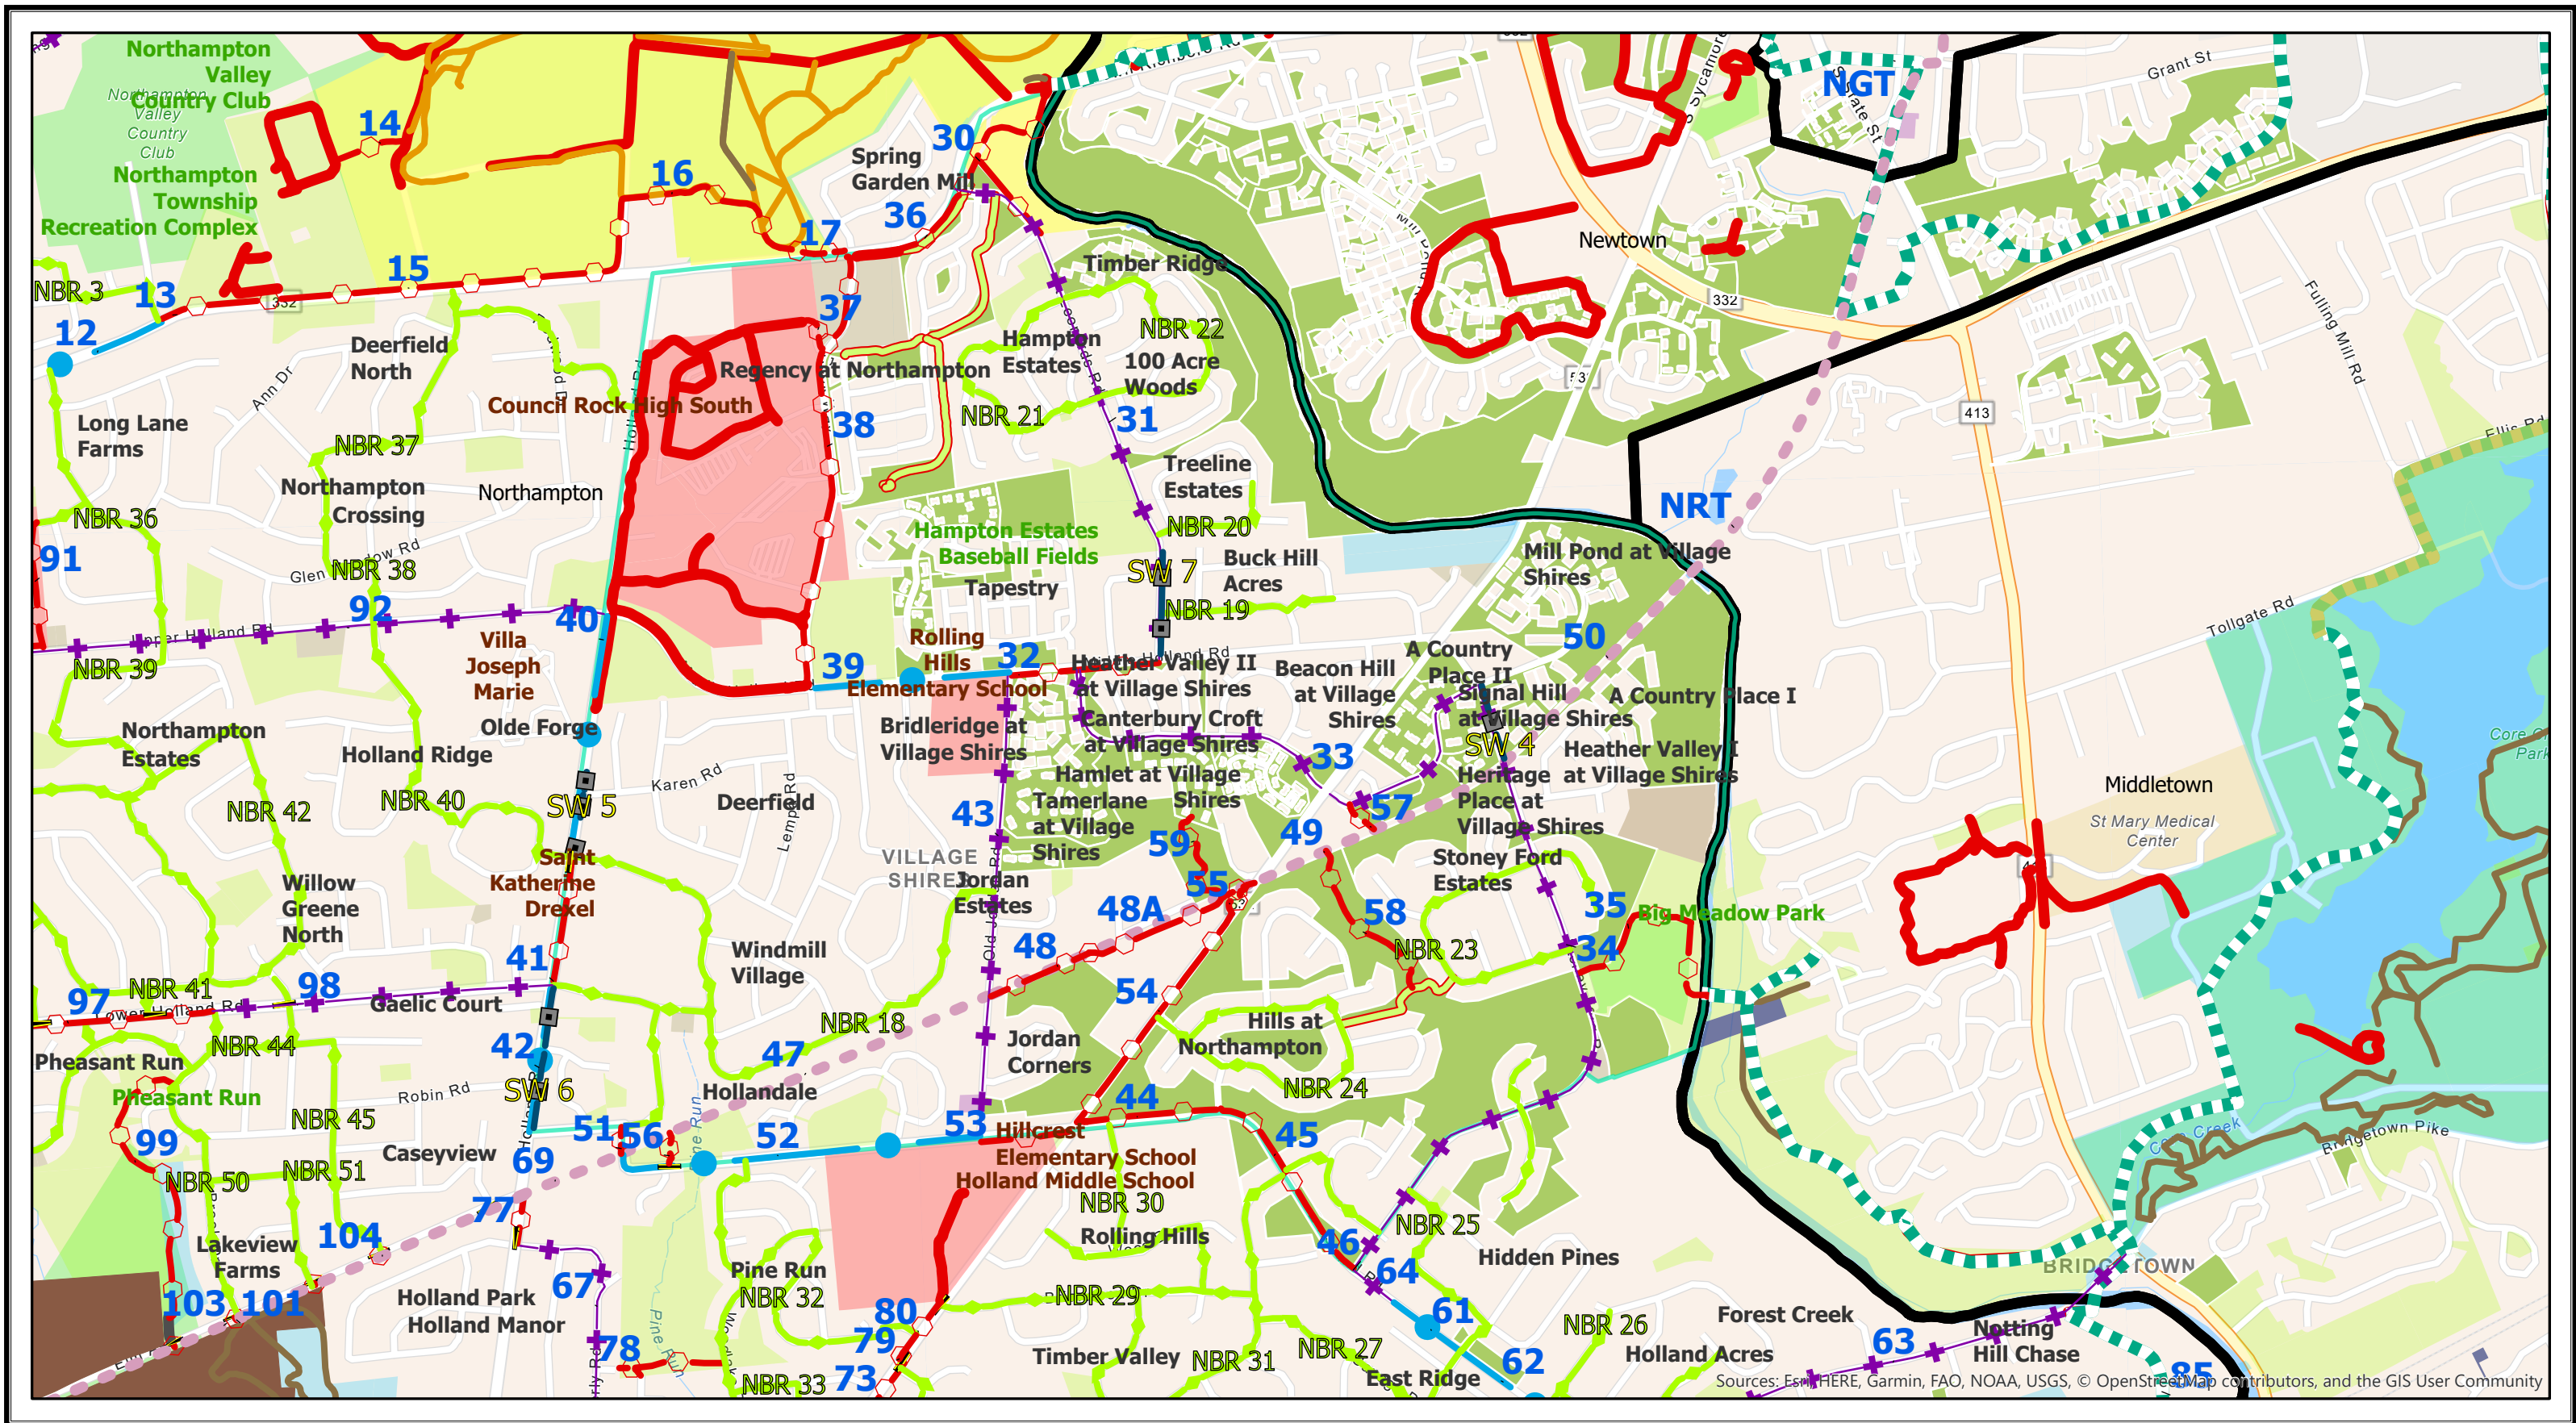 Northampton
Valley
Country Club
Northampton
Valley
Country
Club
Northampton
Township
Recreation Complex
14
16
30
Spring
Garden Mill
36
17
NGT
Grant St
S State St
S Sycamore
Newtown
332
NBR 3
13
15
332
12
37
Timber Ridge
Hampton
Estates
NBR 22
100 Acre
Woods
Deerfield
North
Ann Dr
Regency at Northampton
Council Rock High South
38
NBR 21
31
532
413
Fulling Mill Rd
Ellis Rd
Long Lane
Farms
NBR 37
Northampton
Crossing
Northampton
Treeline
Estates
NBR 36
NBR 20
NRT
Hampton Estates
Baseball Fields
91
NBR 38
Buck Hill
Acres
SW 7
Tapestry
Mill Pond at Village
Shires
NBR 19
92
Upper Holland Rd
40
Villa
Joseph
Marie
Rolling
Hills
Elementary School
39
32
50
Tollgate Rd
NBR 39
Heather Valley II
at Village Shires
Beacon Hill
at Village
Shires
A Country
Place II
Signal Hill
at Village Shires
A Country Place I
Northampton
Estates
Olde Forge
Holland Ridge
Bridleridge at
Village Shires
Canterbury Croft
at Village Shires
33
SW 4
Heather Valley I
at Village Shires
Karen Rd
Hamlet at Village
Shires
Heritage
Place at
Village Shires
Middletown
St Mary Medical
Center
NBR 42
NBR 40
SW 5
Deerfield
43
Tamerlane
at Village
Shires
57
49
59
VILLAGE
SHIRES
Saint
Katherine
Drexel
Willow
Greene
North
Jordan
Estates
55
Stoney Ford
Estates
35
Big Meadow Park
48A
58
48
34
NBR 23
Windmill
Village
41
54
97
NBR 41
98
Gaelic Court
NBR 18
Hills at
Northampton
42
47
Jordan
Corners
NBR 44
Pheasant Run
Pheasant Run
Robin Rd
SW 6
Hollandale
NBR 24
NBR 45
44
99
51
56
52
53
45
Hillcrest
Elementary School
Holland Middle School
Bridgetown Pike
Caseyview
69
NBR 50
NBR 51
NBR 30
NBR 25
77
104
Rolling Hills
46
Hidden Pines
BRIDGETOWN
Lakeview
Farms
Pine Run
NBR 32
67
64
103
101
Holland Park
Holland Manor
Pine Run
NBR 29
80
61
Forest Creek
79
78
NBR 26
63
Notting
Hill Chase
Timber Valley
NBR 31
NBR 27
Holland Acres
62
NBR 33
73
East Ridge
85
Sources: Esri, HERE, Garmin, FAO, NOAA, USGS, © OpenStreetMap contributors, and the GIS User Community